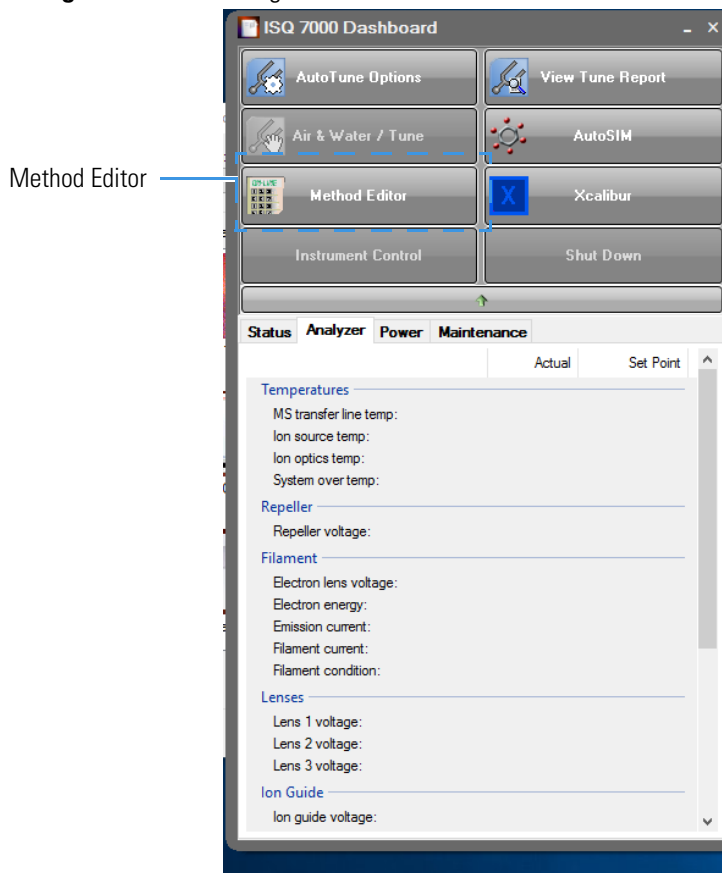 ISQ 7000 Dashboard
AutoTune Options
View Tune Report
Air & Water / Tune
AutoSIM
Method Editor
Method Editor
X
Xcalibur
Instrument Control
Shut Down
Status Analyzer Power Maintenance
Actual Set Point
Temperatures
MS transfer line temp:
Ion source temp:
Ion optics temp:
System over temp:
Repeller
Repeller voltage:
Filament
Electron lens voltage:
Electron energy:
Emission current:
Filament current:
Filament condition:
Lenses
Lens 1 voltage:
Lens 2 voltage:
Lens 3 voltage:
Ion Guide
Ion guide voltage: